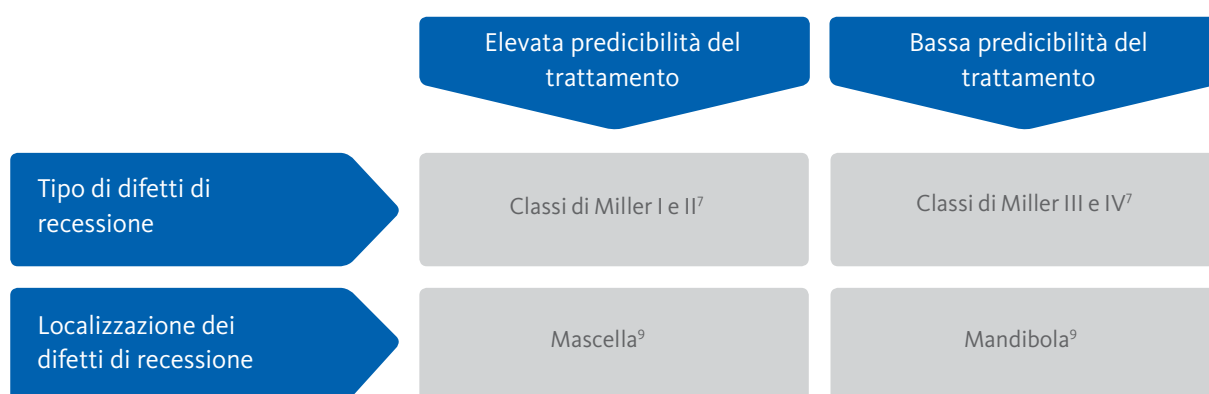 Elevata predicibilità del
trattamento
Bassa predicibilità del
trattamento
Tipo di difetti di
recessione
Classi di Miller I e II⁷
Classi di Miller III e IV⁷
Localizzazione dei
difetti di recessione
Mascella⁹
Mandibola⁹